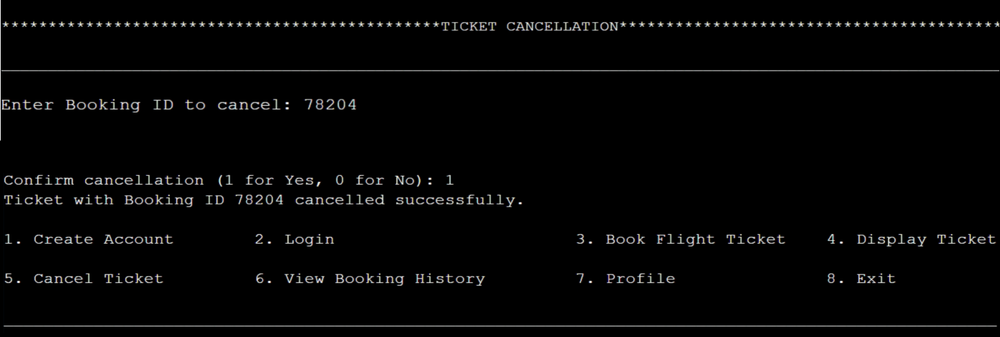 ***********************************************TICKET CANCELLATION*****************************************
Enter Booking ID to cancel: 78204
Confirm cancellation (1 for Yes, 0 for No): 1
Ticket with Booking ID 78204 cancelled successfully.
1. Create Account 2. Login 3. Book Flight Ticket 4. Display Ticket
5. Cancel Ticket 6. View Booking History 7. Profile 8. Exit